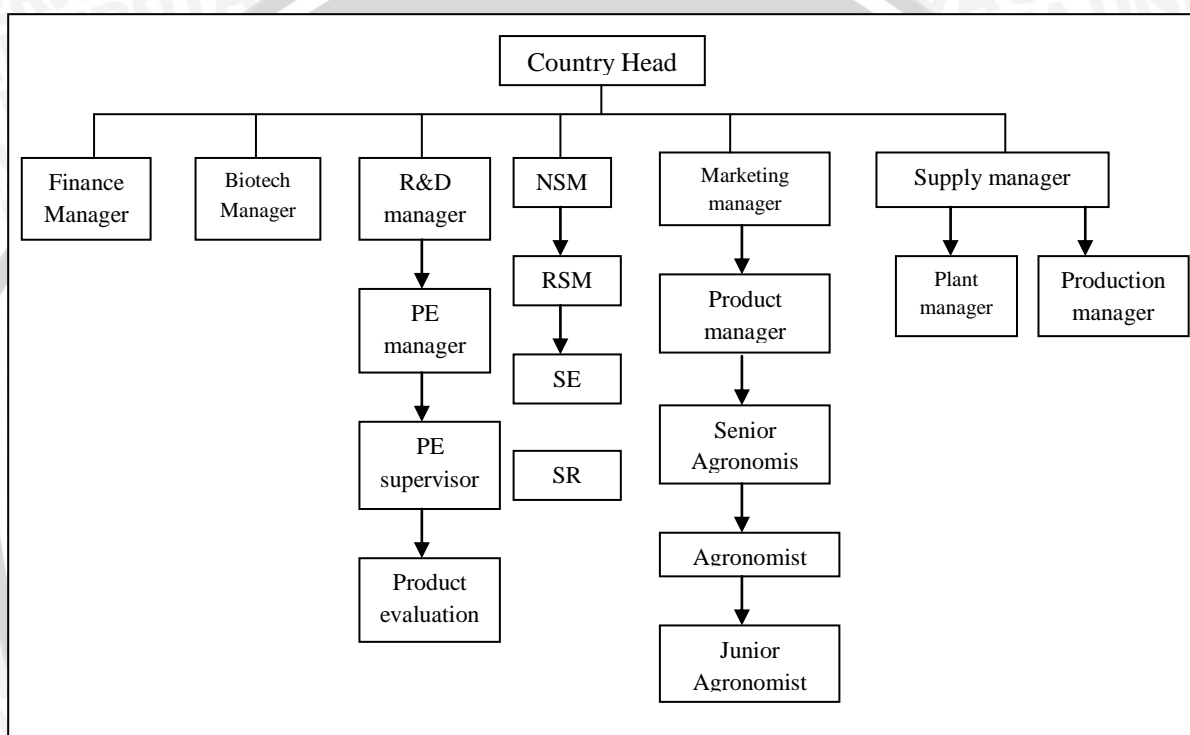 Country Head
Finance
Manager
Biotech
Manager
R&D
manager
NSM
Marketing
manager
Supply manager
PE
manager
RSM
Product
manager
Plant
manager
Production
manager
SE
PE
supervisor
SR
Senior
Agronomis
Product
evaluation
Agronomist
Junior
Agronomist